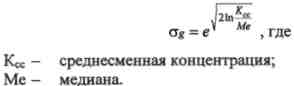 σg = e^√(2ln Kcc/Me) , где
Kcc – среднесменная концентрация;
Me – медиана.